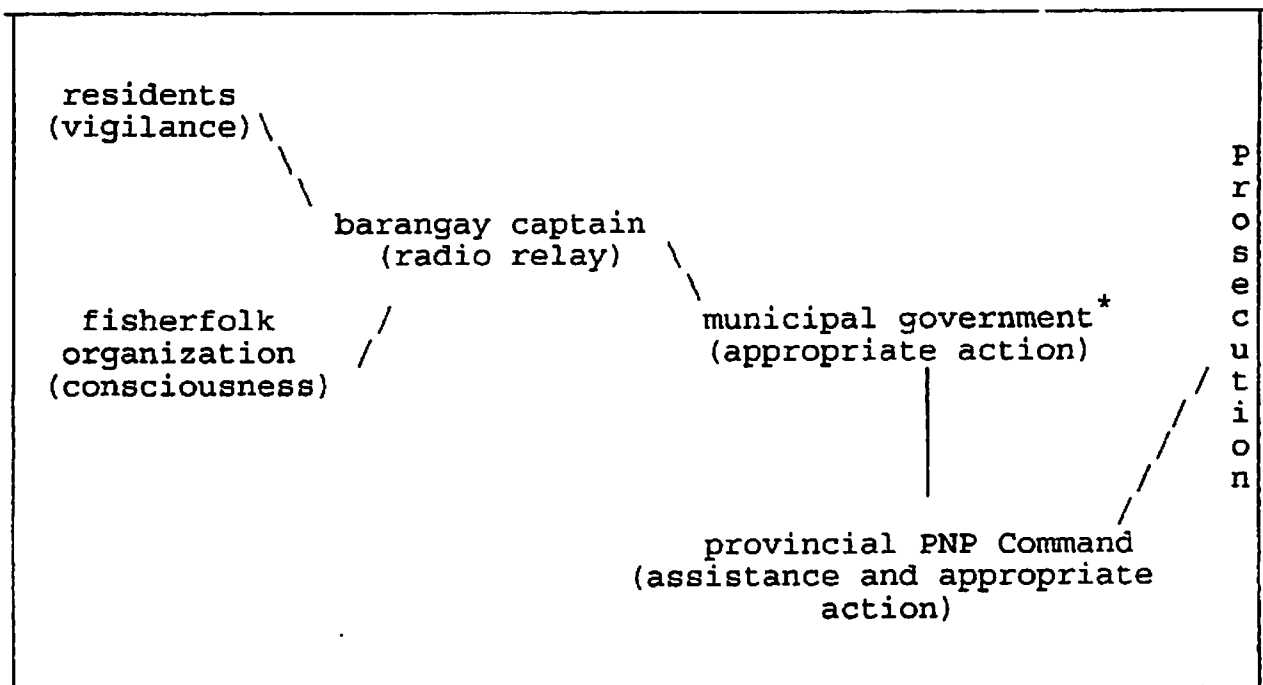 residents
(vigilance)
barangay captain
(radio relay)
fisherfolk
organization
(consciousness)
municipal government*
(appropriate action)
provincial PNP Command
(assistance and appropriate
action)
Prosecution